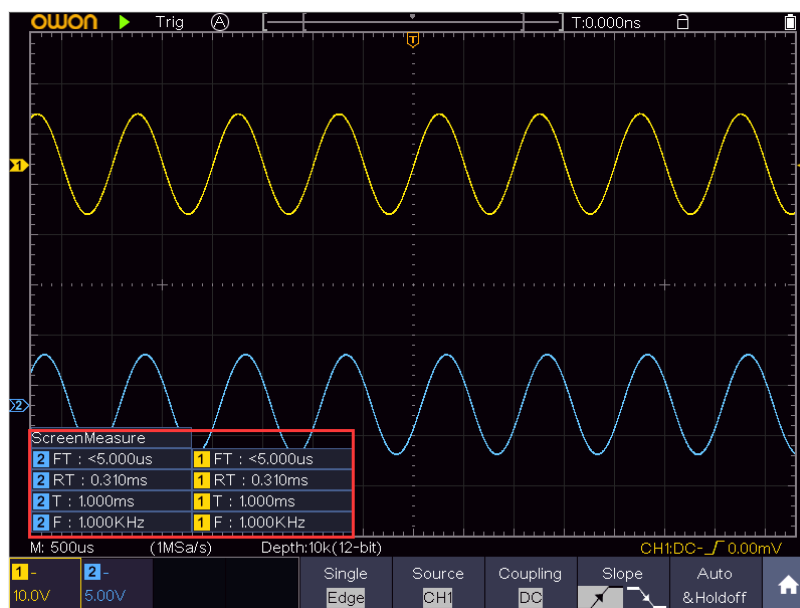 OWON Trig A T:0.000ns
T
1
2
ScreenMeasure
2 FT : <5.000us 1 FT : <5.000us
2 RT : 0.310ms 1 RT : 0.310ms
2 T : 1.000ms 1 T : 1.000ms
2 F : 1.000KHz 1 F : 1.000KHz
M: 500us (1MSa/s) Depth:10k(12-bit) CH1:DC- 0.00mV
1 - 2 - Single Source Coupling Slope Auto
10.0V 5.00V Edge CH1 DC &Holdoff